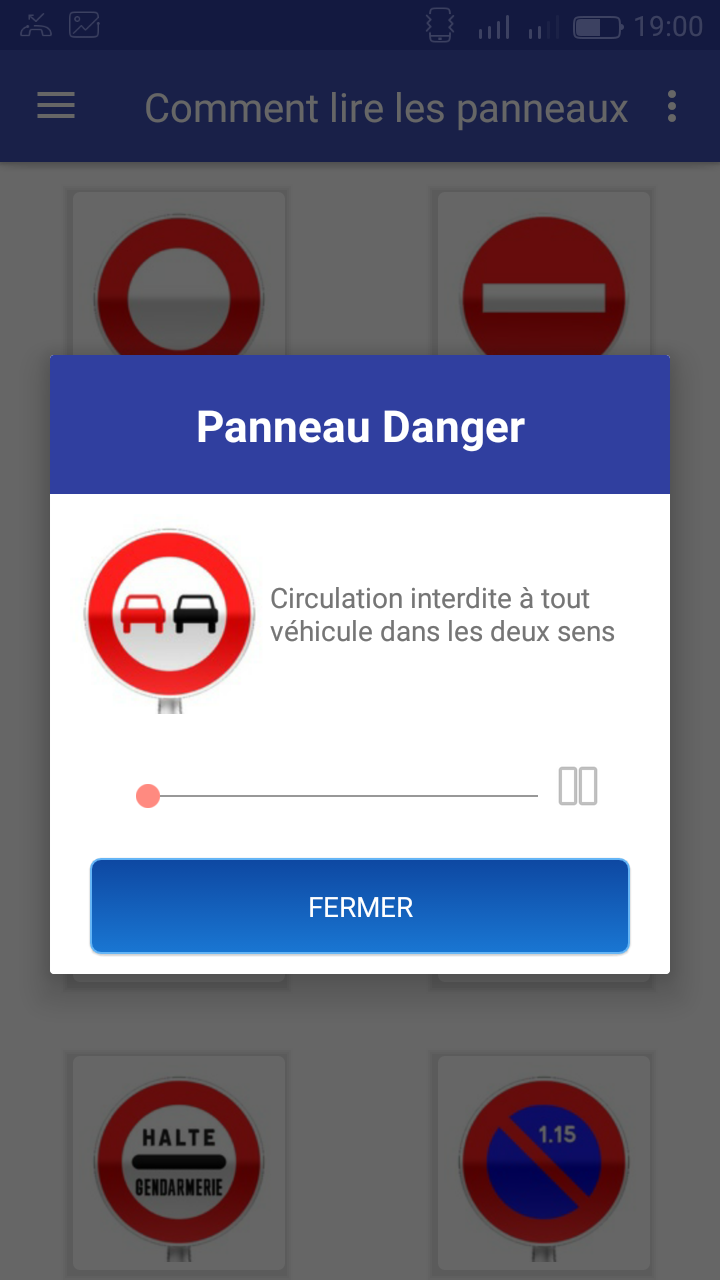 19:00
Comment lire les panneaux
Panneau Danger
Circulation interdite à tout
véhicule dans les deux sens
FERMER
HALTE
GENDARMERIE
1.15